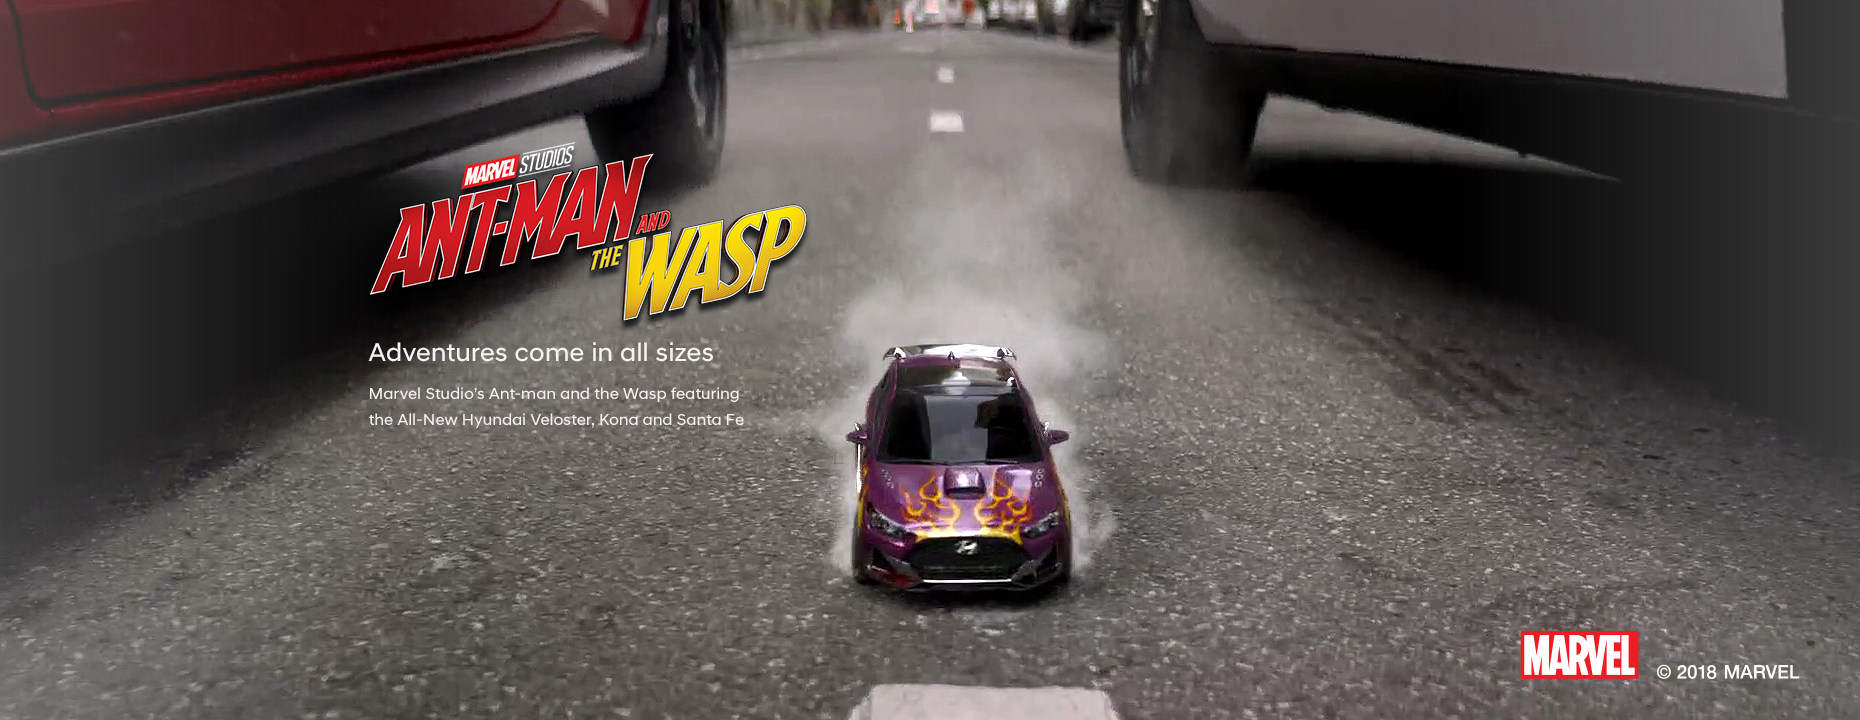 MARVEL STUDIOS
ANT-MAN AND
THE WASP
Adventures come in all sizes
Marvel Studio's Ant-man and the Wasp featuring
the All-New Hyundai Veloster, Kona and Santa Fe
MARVEL © 2018 MARVEL